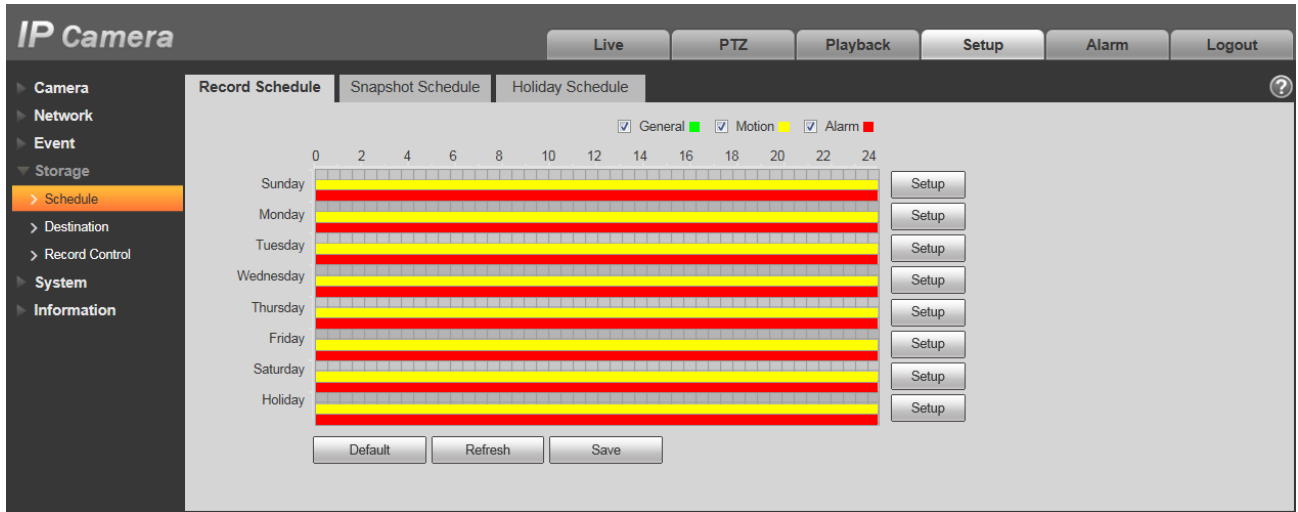 IP Camera
Live PTZ Playback Setup Alarm Logout
Camera
Network
Event
Storage
Schedule
Destination
Record Control
System
Information
Record Schedule Snapshot Schedule Holiday Schedule ?
General Motion Alarm
0 2 4 6 8 10 12 14 16 18 20 22 24
Sunday Setup
Monday Setup
Tuesday Setup
Wednesday Setup
Thursday Setup
Friday Setup
Saturday Setup
Holiday Setup
Default Refresh Save